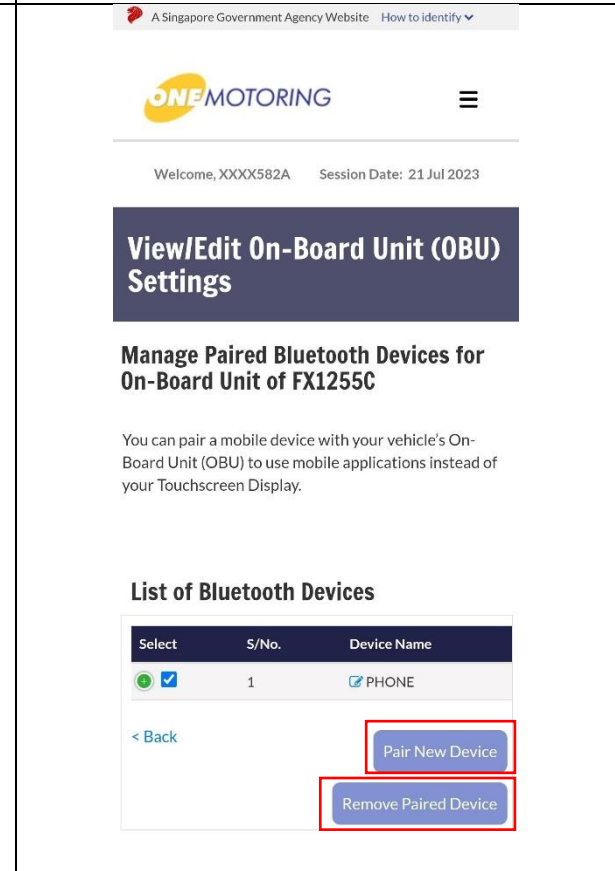 A Singapore Government Agency Website How to identify
ONE MOTORING
Welcome, XXXX582A Session Date: 21 Jul 2023
View/Edit On-Board Unit (OBU)
Settings
Manage Paired Bluetooth Devices for
On-Board Unit of FX1255C
You can pair a mobile device with your vehicle's On-
Board Unit (OBU) to use mobile applications instead of
your Touchscreen Display.
List of Bluetooth Devices
Select S/No. Device Name
1 PHONE
< Back
Pair New Device
Remove Paired Device